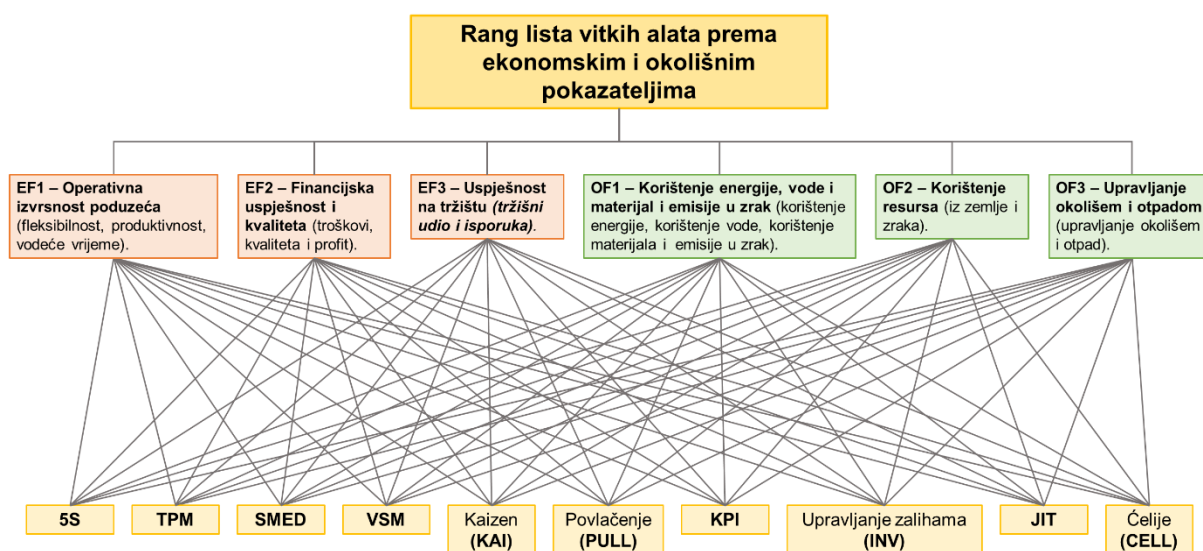 Rang lista vitkih alata prema
ekonomskim i okolišnim
pokazateljima
EF1 – Operativna
izvrsnost poduzeća
(fleksibilnost, produktivnost,
vodeće vrijeme).
EF2 – Financijska
uspješnost i
kvaliteta (troškovi,
kvaliteta i profit).
EF3 – Uspješnost
na tržištu (tržišni
udio i isporuka).
OF1 – Korištenje energije, vode i
materijal i emisije u zrak (korištenje
energije, korištenje vode, korištenje
materijala i emisije u zrak).
OF2 – Korištenje
resursa (iz zemlje i
zraka).
OF3 – Upravljanje
okolišem i otpadom
(upravljanje okolišem
i otpad).
5S
TPM
SMED
VSM
Kaizen
(KAI)
Povlačenje
(PULL)
KPI
Upravljanje zalihama
(INV)
JIT
Ćelije
(CELL)